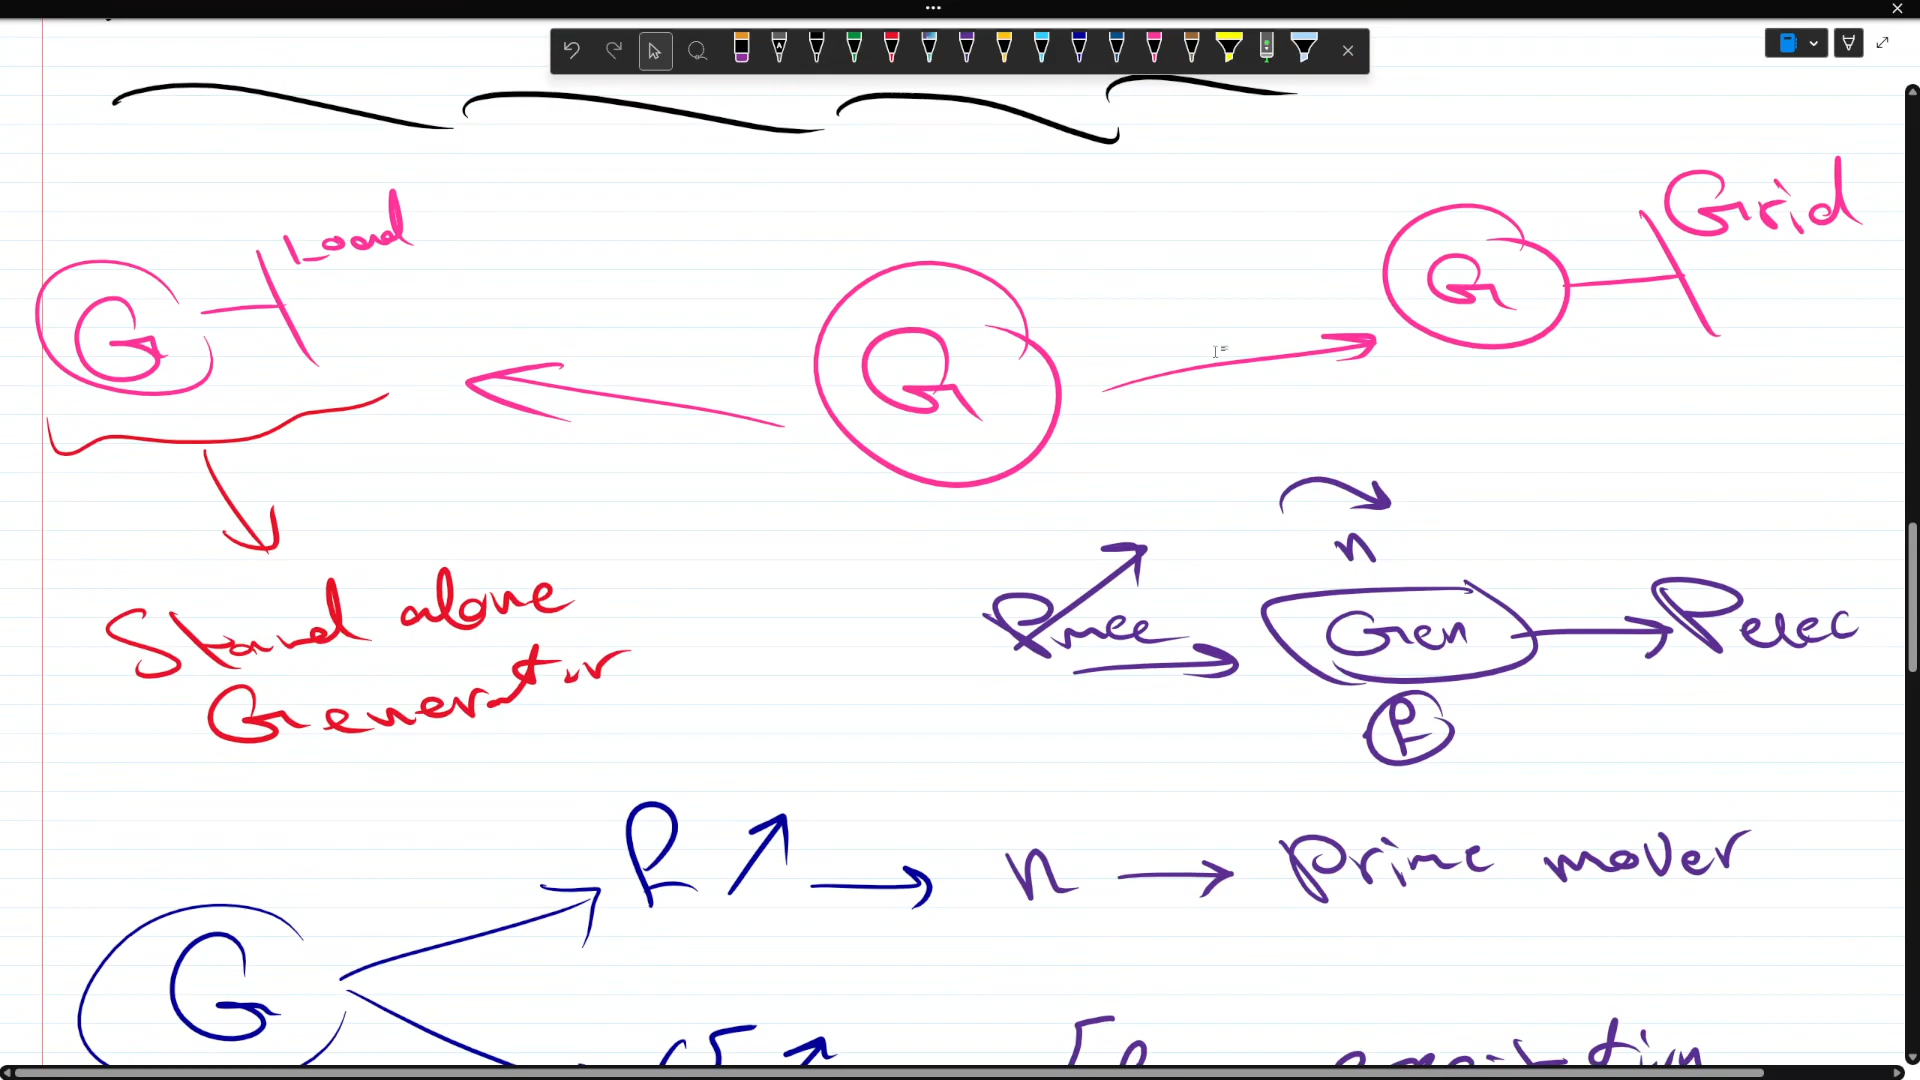 Load
G
G
G
Grid
Stand alone
Generator
n
Pmec
Gen
Pelec
P
P
n
prime mover
G